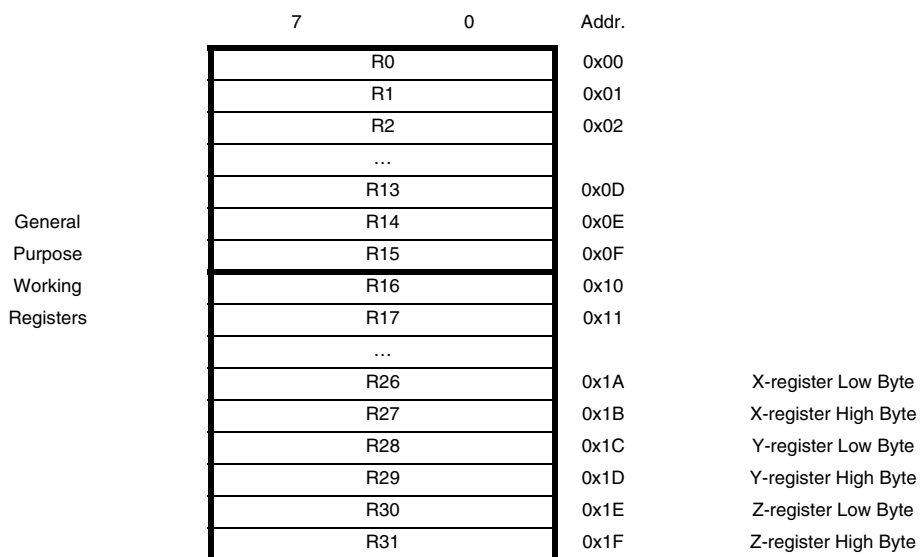 7 0 Addr.
R0 0x00
R1 0x01
R2 0x02
…
R13 0x0D
General R14 0x0E
Purpose R15 0x0F
Working R16 0x10
Registers R17 0x11
…
R26 0x1A X-register Low Byte
R27 0x1B X-register High Byte
R28 0x1C Y-register Low Byte
R29 0x1D Y-register High Byte
R30 0x1E Z-register Low Byte
R31 0x1F Z-register High Byte